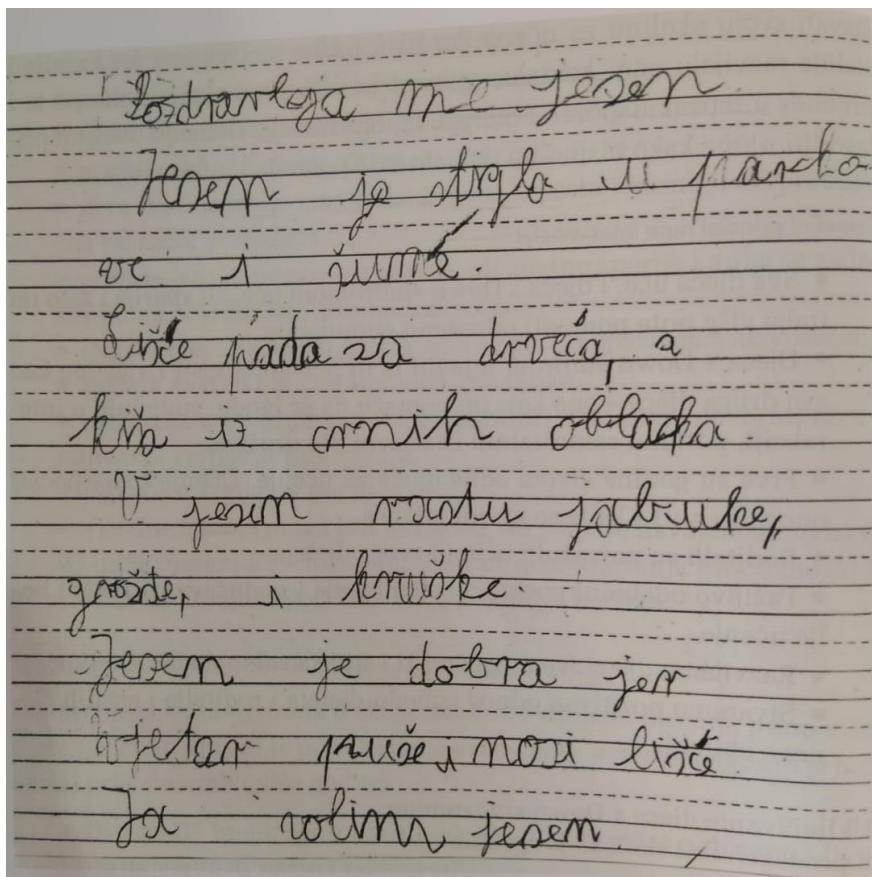 Pozdravlja me jesen.
Jesen je stigla u parko
ve i šume.
Lišće pada sa drveća, a
kiša iz crnih oblaka.
U jesen rastu jabuke,
grožđe, i kruške.
Jesen je dobra jer
vjetar puše i nosi lišće.
Ja volim jesen.